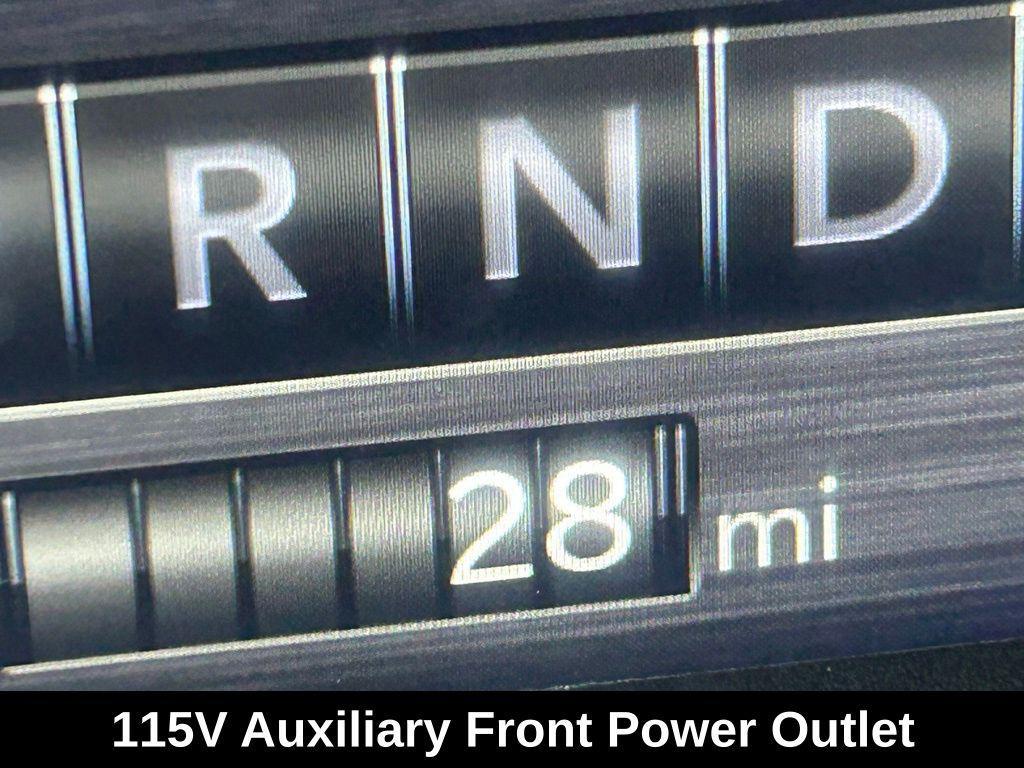 R N D
28 mi
115V Auxiliary Front Power Outlet